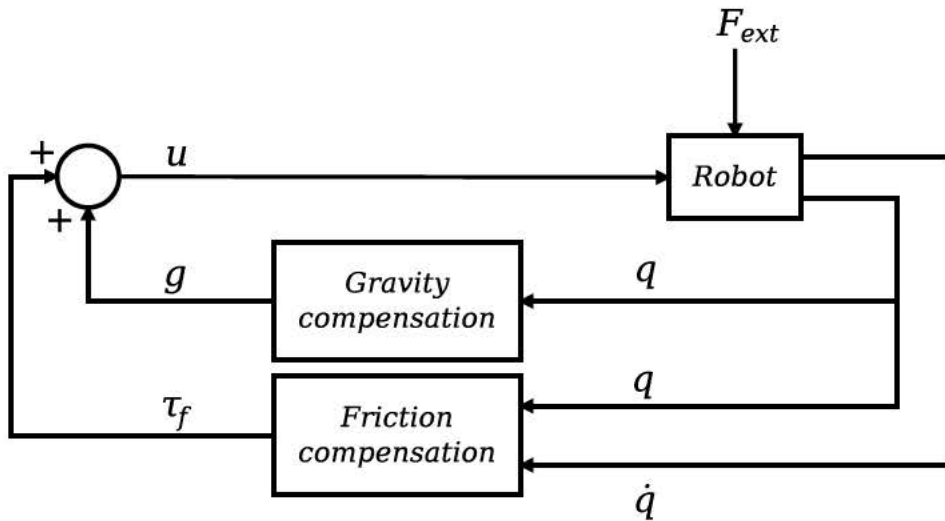 F_ext
+
u
Robot
+
g
Gravity
compensation
q
τ_f
Friction
compensation
q
q̇